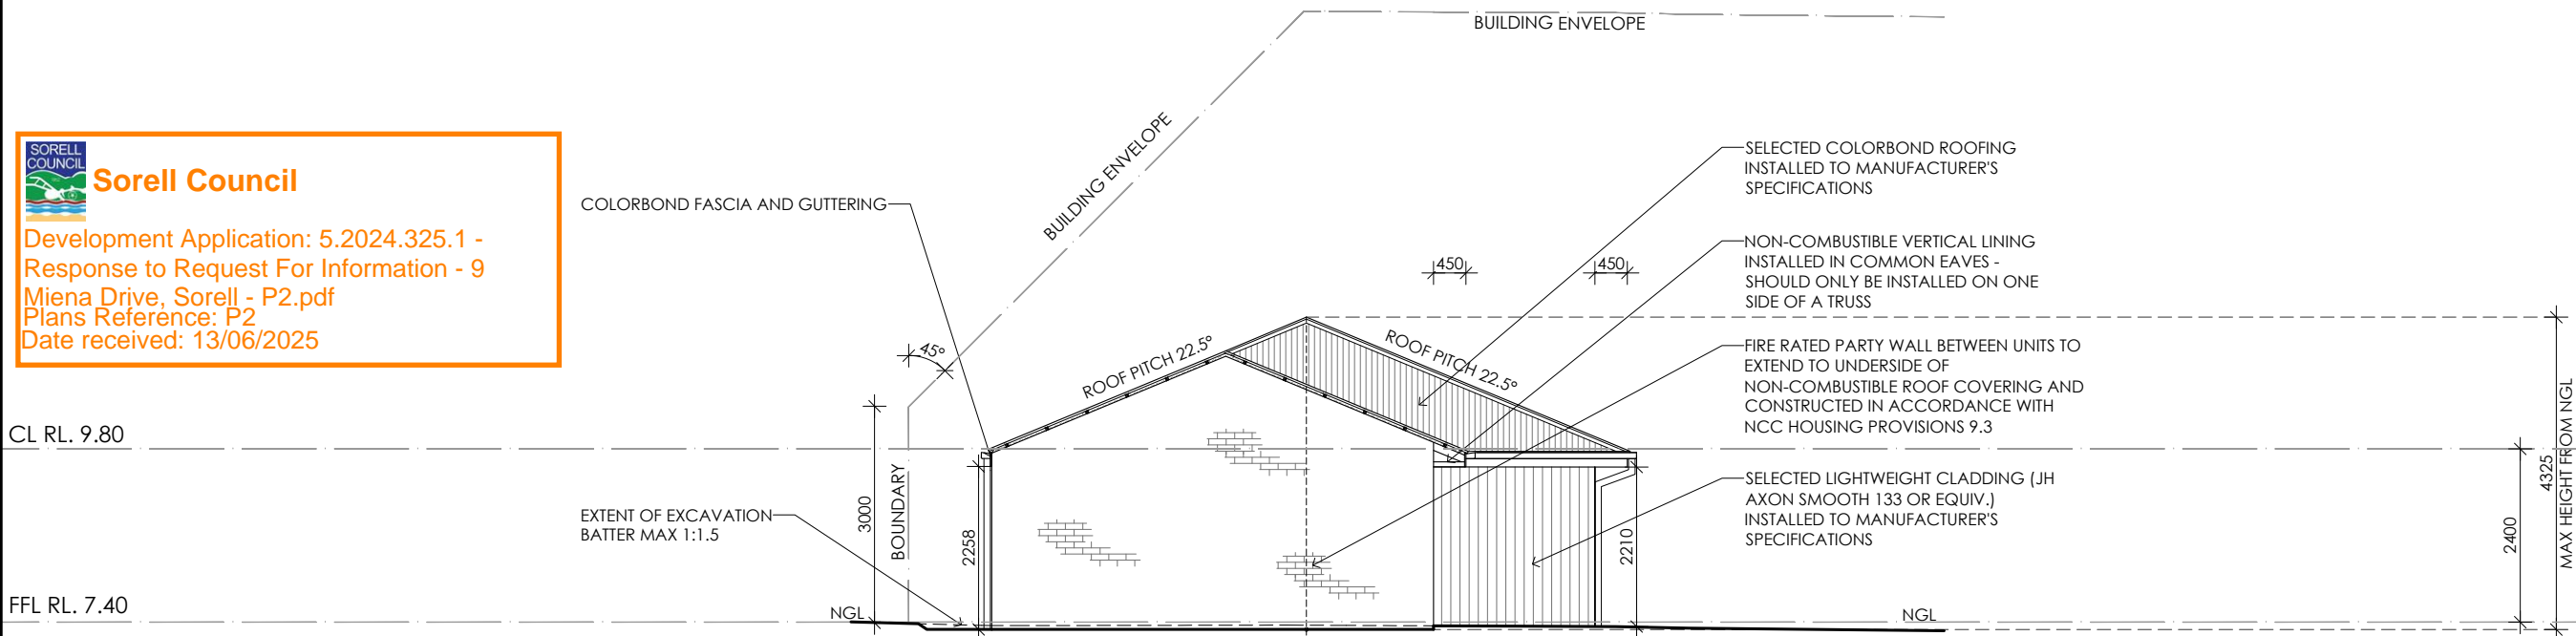 BUILDING ENVELOPE
SORELL
COUNCIL
Sorell Council
Development Application: 5.2024.325.1 -
Response to Request For Information - 9
Miena Drive, Sorell - P2.pdf
Plans Reference: P2
Date received: 13/06/2025
BUILDING ENVELOPE
COLORBOND FASCIA AND GUTTERING
SELECTED COLORBOND ROOFING
INSTALLED TO MANUFACTURER'S
SPECIFICATIONS
NON-COMBUSTIBLE VERTICAL LINING
INSTALLED IN COMMON EAVES -
SHOULD ONLY BE INSTALLED ON ONE
SIDE OF A TRUSS
450
450
45°
ROOF PITCH 22.5°
ROOF PITCH 22.5°
FIRE RATED PARTY WALL BETWEEN UNITS TO
EXTEND TO UNDERSIDE OF
NON-COMBUSTIBLE ROOF COVERING AND
CONSTRUCTED IN ACCORDANCE WITH
NCC HOUSING PROVISIONS 9.3
CL RL. 9.80
SELECTED LIGHTWEIGHT CLADDING (JH
AXON SMOOTH 133 OR EQUIV.)
INSTALLED TO MANUFACTURER'S
SPECIFICATIONS
EXTENT OF EXCAVATION
BATTER MAX 1:1.5
3000
BOUNDARY
2258
2210
2400
4325
MAX HEIGHT FROM NGL
FFL RL. 7.40
NGL
NGL